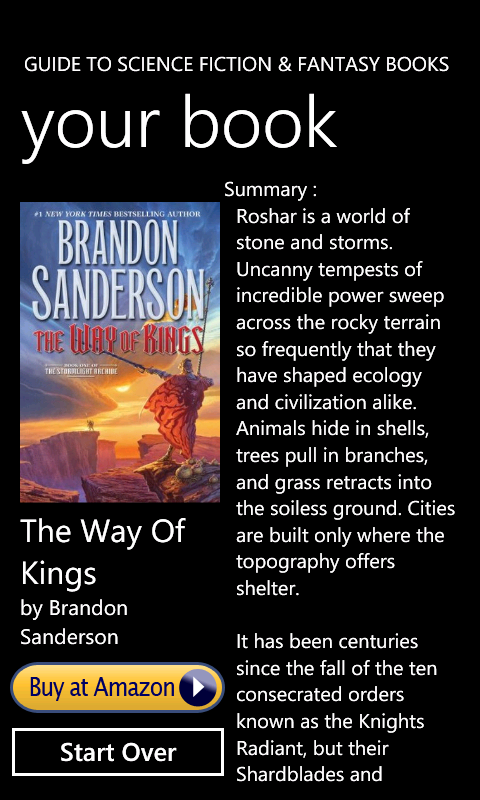 GUIDE TO SCIENCE FICTION & FANTASY BOOKS
your book
#1 NEW YORK TIMES BESTSELLING AUTHOR
BRANDON
SANDERSON
THE WAY OF KINGS
BOOK ONE OF
THE STORMLIGHT ARCHIVE
The Way Of
Kings
by Brandon
Sanderson
Buy at Amazon
Start Over
Summary :
Roshar is a world of
stone and storms.
Uncanny tempests of
incredible power sweep
across the rocky terrain
so frequently that they
have shaped ecology
and civilization alike.
Animals hide in shells,
trees pull in branches,
and grass retracts into
the soiless ground. Cities
are built only where the
topography offers
shelter.
It has been centuries
since the fall of the ten
consecrated orders
known as the Knights
Radiant, but their
Shardblades and